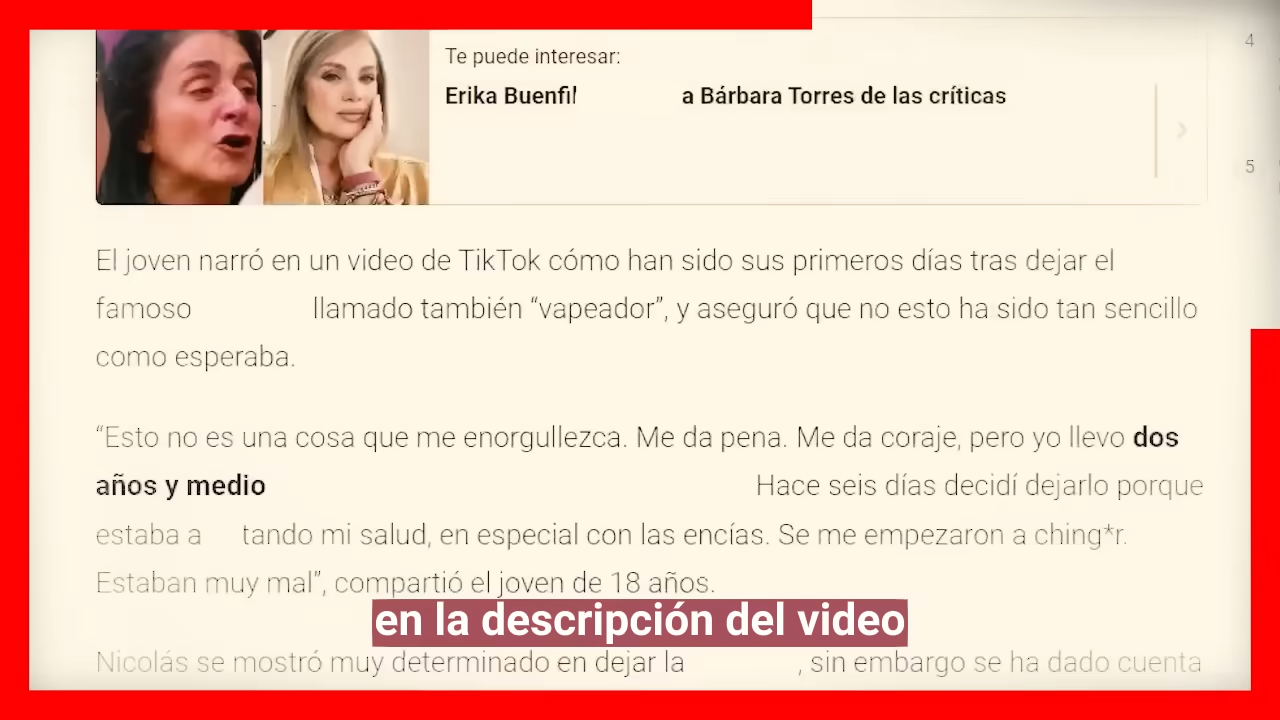 Te puede interesar:
Erika Buenfil a Bárbara Torres de las críticas
4
5
El joven narró en un video de TikTok cómo han sido sus primeros días tras dejar el
famoso llamado también “vapeador”, y aseguró que no esto ha sido tan sencillo
como esperaba.
“Esto no es una cosa que me enorgullezca. Me da pena. Me da coraje, pero yo llevo dos
años y medio Hace seis días decidí dejarlo porque
estaba a tando mi salud, en especial con las encías. Se me empezaron a ching*r.
Estaban muy mal”, compartió el joven de 18 años.
en la descripción del video
Nicolás se mostró muy determinado en dejar la , sin embargo se ha dado cuenta